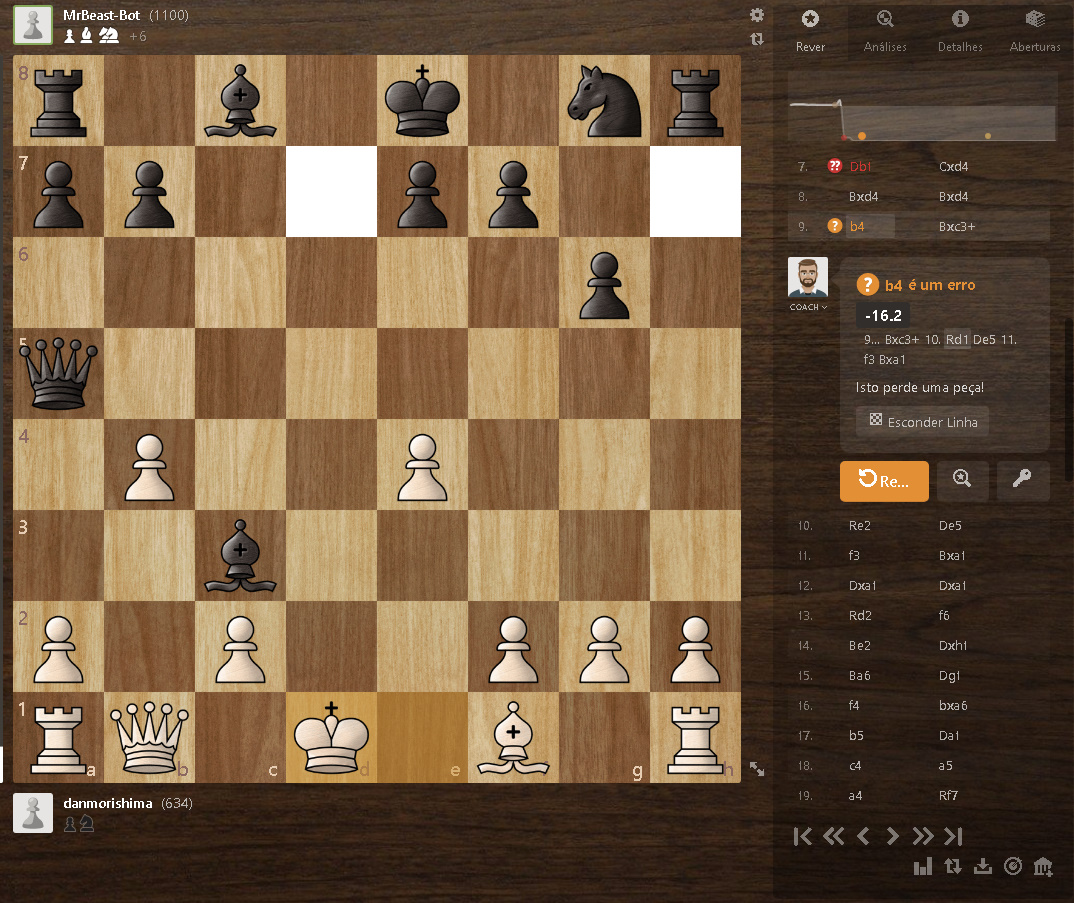 MrBeast-Bot (1100)
+6
Rever
Análises
Detalhes
Aberturas
7. ?? Db1 Cxd4
8. Bxd4 Bxd4
9. ? b4 Bxc3+
COACH
? b4 é um erro
-16.2
9... Bxc3+ 10. Rd1 De5 11.
f3 Bxa1
Isto perde uma peça!
Esconder Linha
Re...
10. Re2 De5
11. f3 Bxa1
12. Dxa1 Dxa1
13. Rd2 f6
14. Be2 Dxh1
15. Ba6 Dg1
16. f4 bxa6
17. b5 Da1
18. c4 a5
19. a4 Rf7
8
7
6
5
4
3
2
1
a b c d e g h
danmorishima (634)